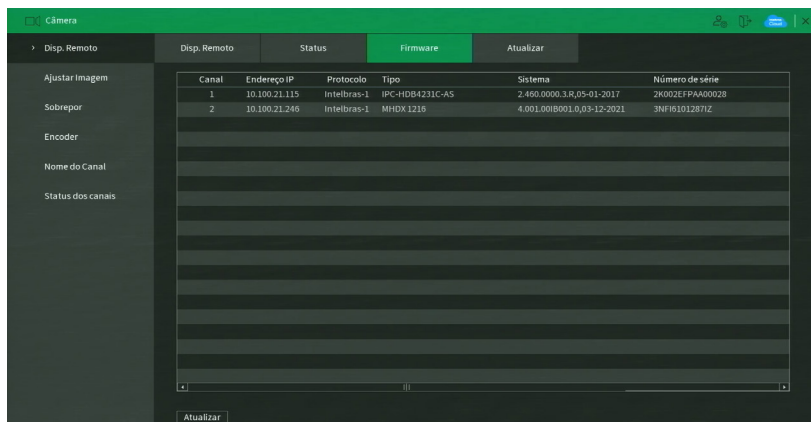 Câmera
Cloud
Disp. Remoto
Ajustar Imagem
Sobrepor
Encoder
Nome do Canal
Status dos canais
Disp. Remoto Status Firmware Atualizar
Canal Endereço IP Protocolo Tipo Sistema Número de série
1 10.100.21.115 Intelbras-1 IPC-HDB4231C-AS 2.460.0000.3.R,05-01-2017 2K002EFPAA00028
2 10.100.21.246 Intelbras-1 MHDX 1216 4.001.00IB001.0,03-12-2021 3NFI6101287IZ
Atualizar